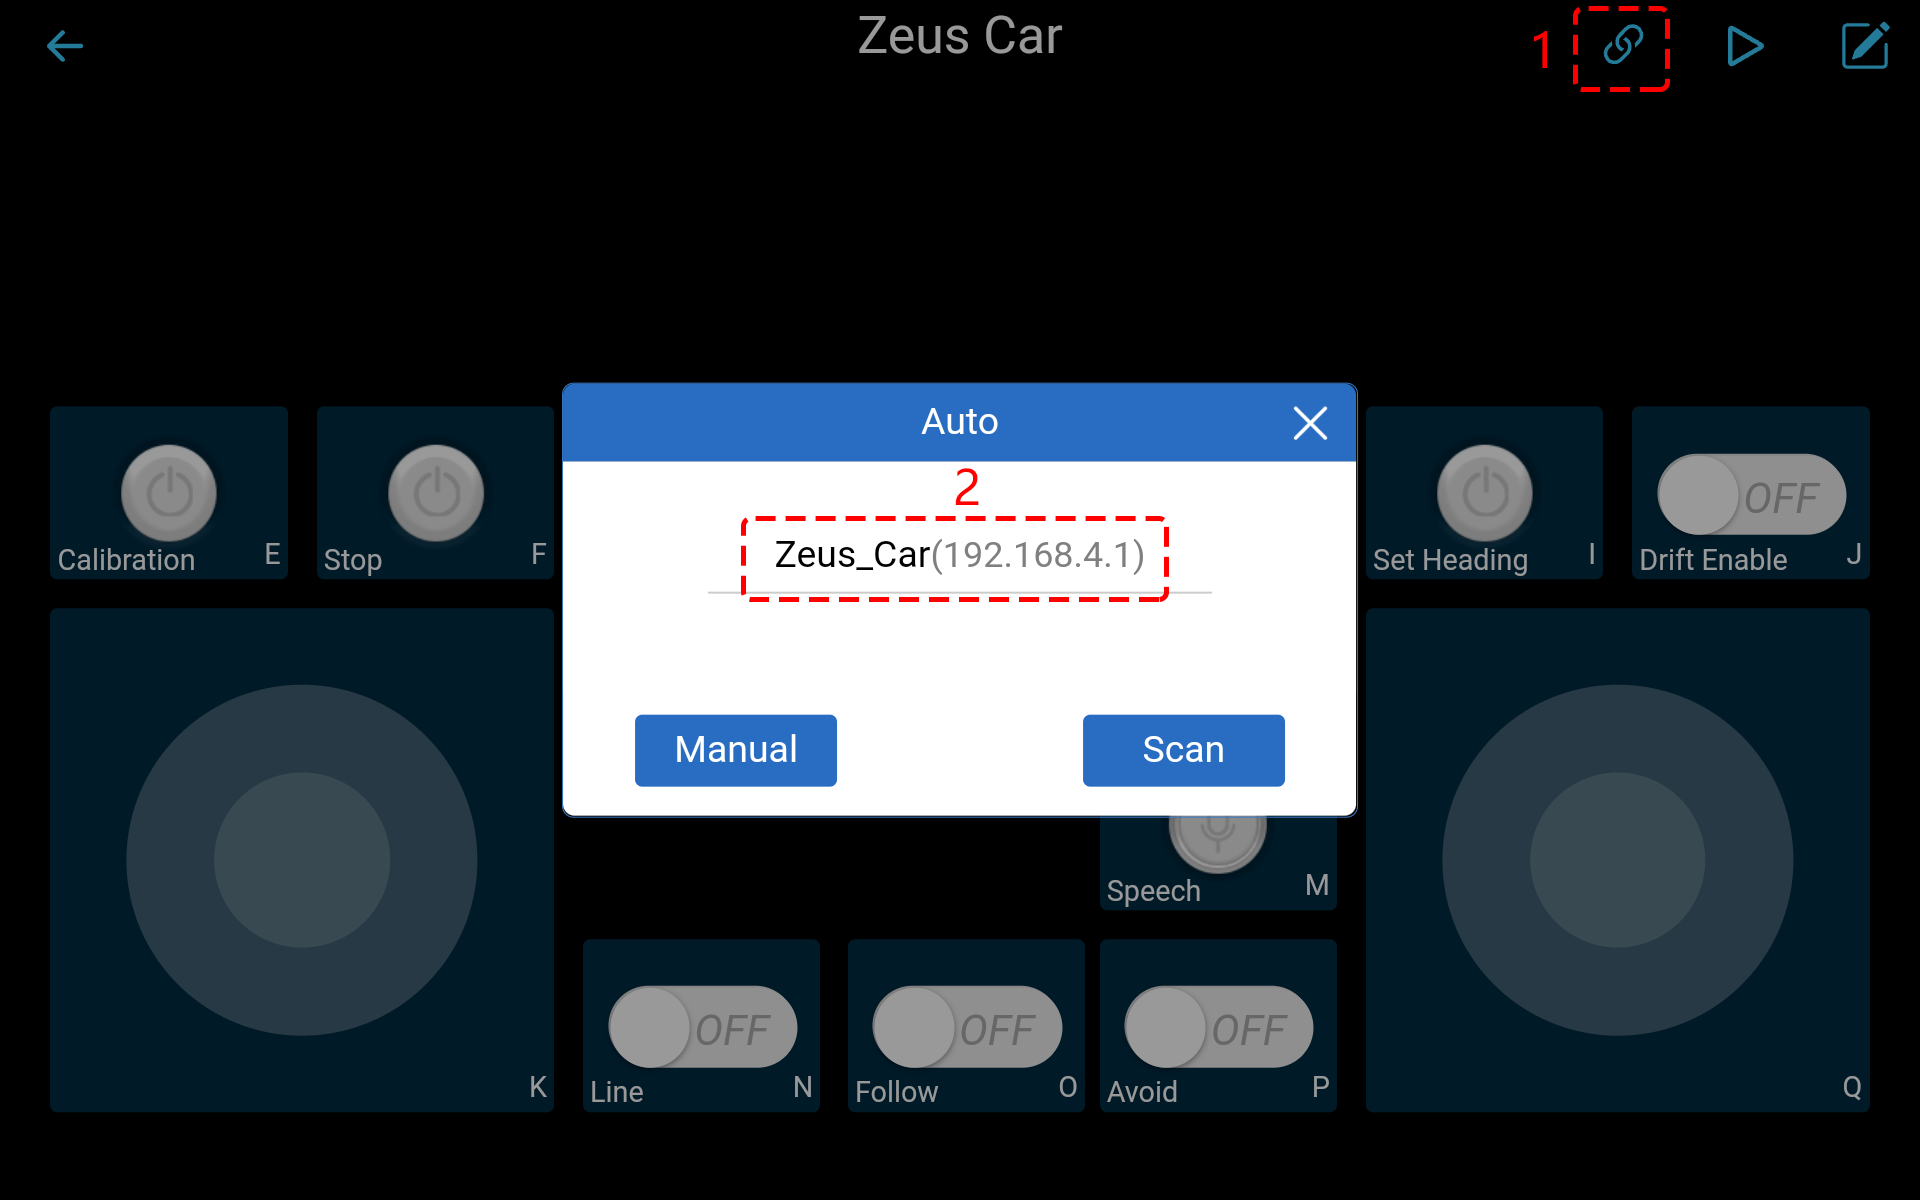 Zeus Car
1
Auto
2
Zeus_Car(192.168.4.1)
Manual
Scan
Calibration E
Stop F
Set Heading I
OFF
Drift Enable J
K
Speech M
OFF
Line N
OFF
Follow O
OFF
Avoid P
Q